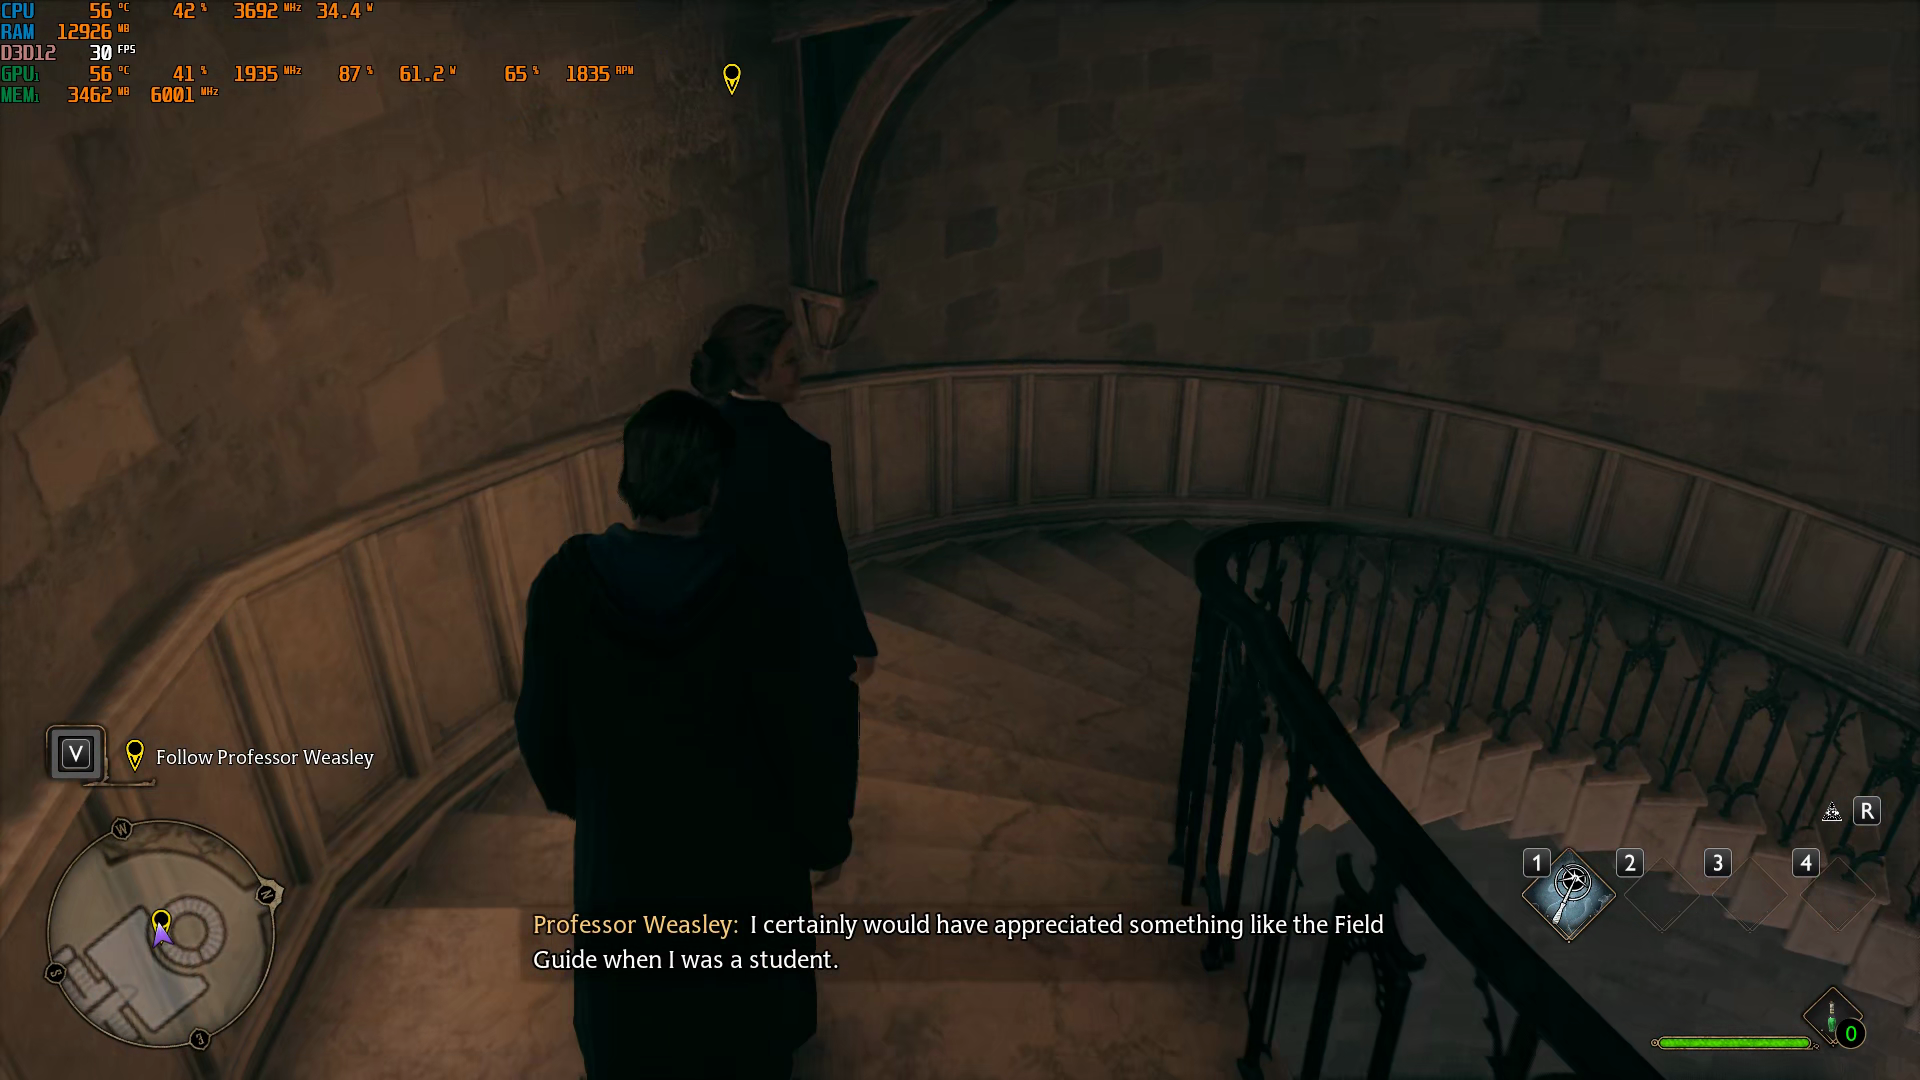 CPU 56 °C 42 % 3692 MHz 34.4 W
RAM 12926 MB
D3D12 30 FPS
GPU1 56 °C 41 % 1935 MHz 87 % 61.2 W 65 % 1835 RPM
MEM1 3462 MB 6001 MHz
V Follow Professor Weasley
W
N
S
E
R
1 2 3 4
Professor Weasley: I certainly would have appreciated something like the Field
Guide when I was a student.
0